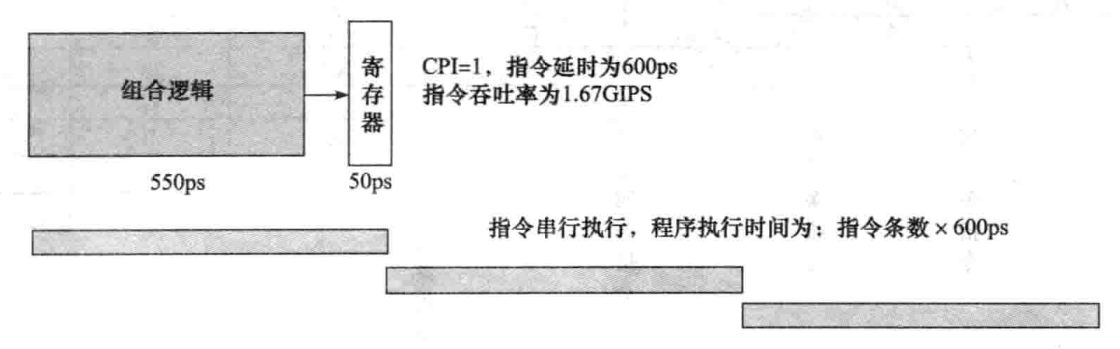 组合逻辑
寄存器
CPI=1，指令延时为600ps
指令吞吐率为1.67GIPS
550ps
50ps
指令串行执行，程序执行时间为：指令条数×600ps